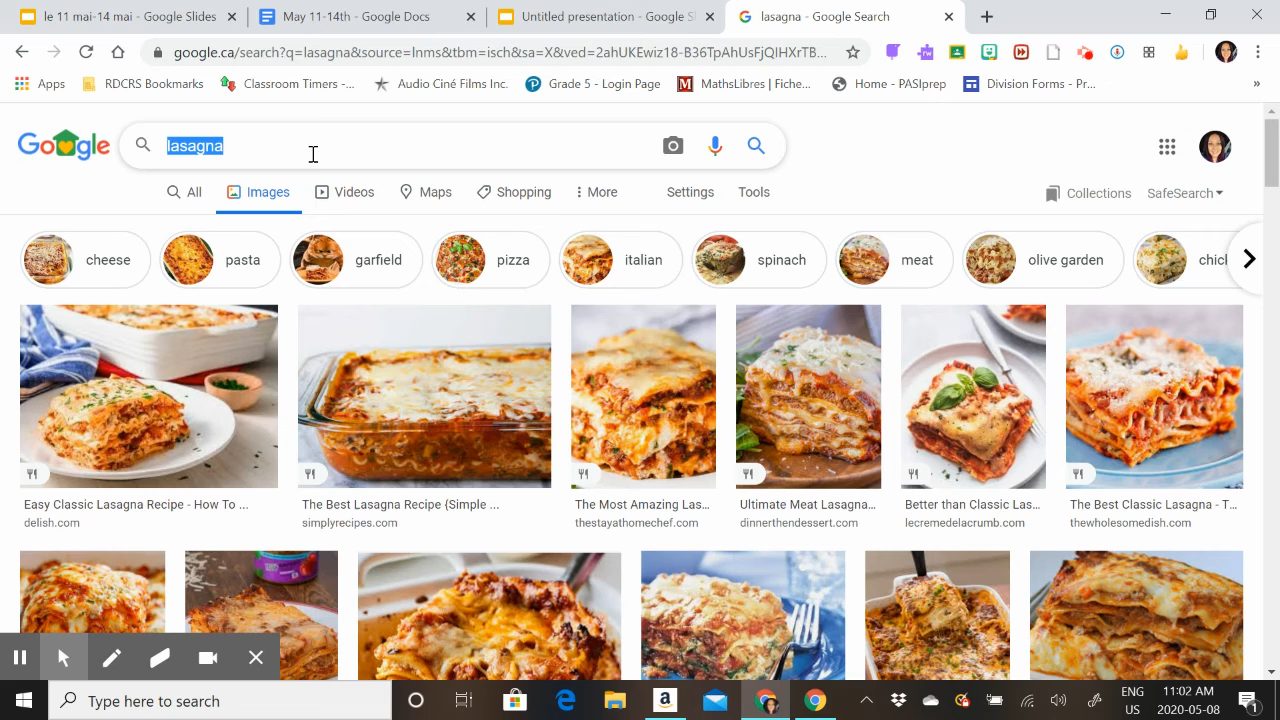 le 11 mai-14 mai - Google Slides
May 11-14th - Google Docs
Untitled presentation - Google Sl
lasagna - Google Search
google.ca/search?q=lasagna&source=lnms&tbm=isch&sa=X&ved=2ahUKEwiz18-B36TpAhUsFjQIHXrTB...
Apps
RDCRS Bookmarks
Classroom Timers -...
Audio Ciné Films Inc.
Grade 5 - Login Page
MathsLibres | Fiche...
Home - PASIprep
Division Forms - Pr...
»
Google
lasagna
All
Images
Videos
Maps
Shopping
More
Settings
Tools
Collections
SafeSearch
cheese
pasta
garfield
pizza
italian
spinach
meat
olive garden
chicl
Easy Classic Lasagna Recipe - How To ...
delish.com
The Best Lasagna Recipe {Simple ...
simplyrecipes.com
The Most Amazing Las...
thestayathomechef.com
Ultimate Meat Lasagna...
dinnerthendessert.com
Better than Classic Las...
lecremedelacrumb.com
The Best Classic Lasagna - T...
thewholesomedish.com
Type here to search
ENG
US
11:02 AM
2020-05-08
1